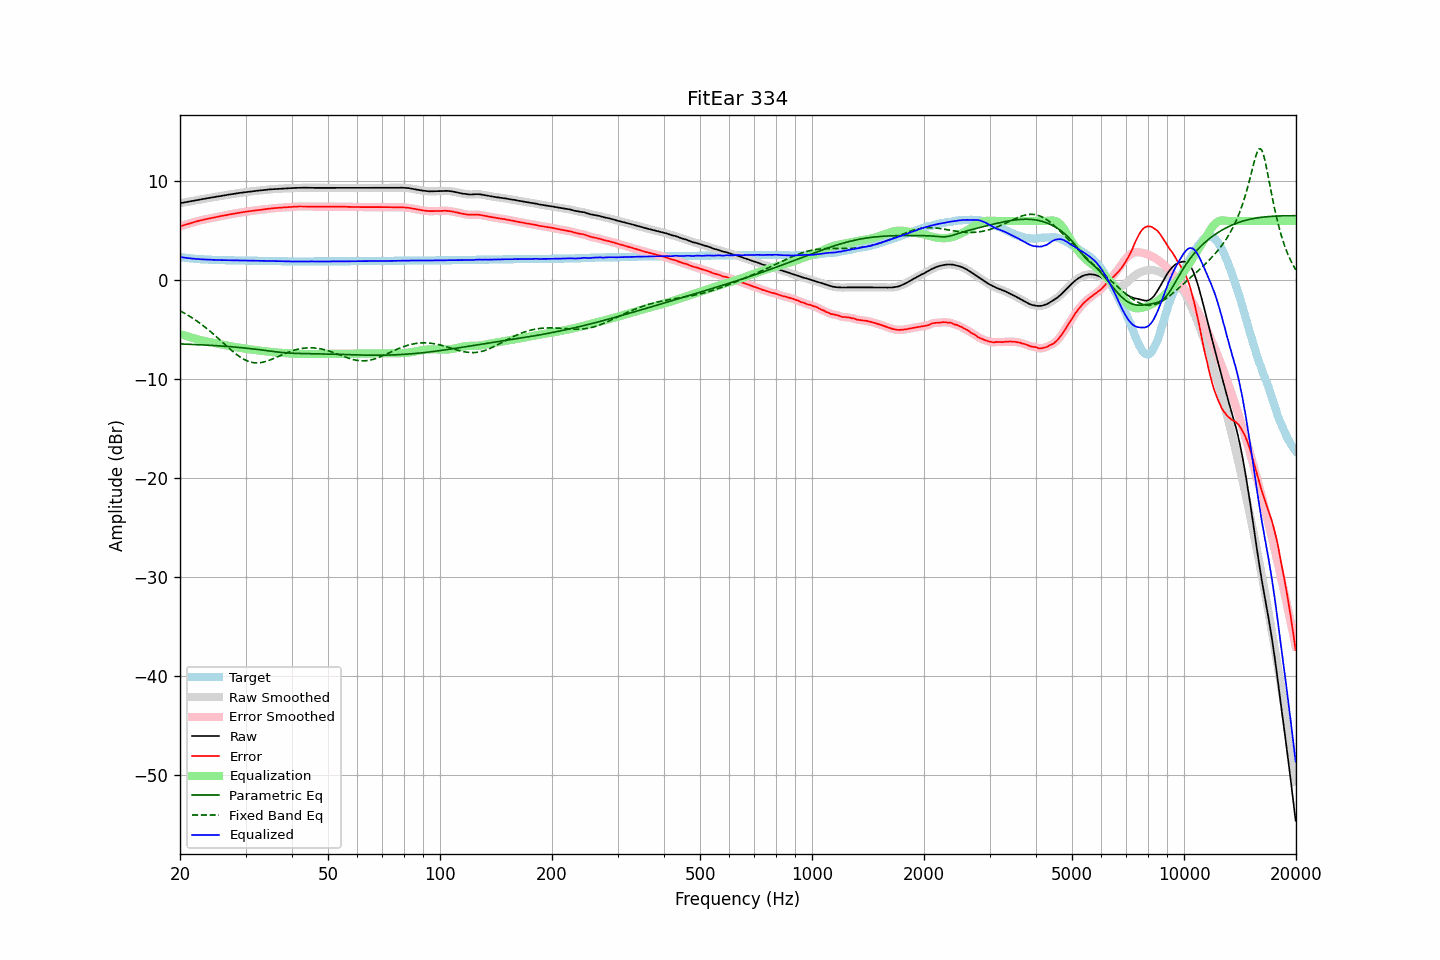 FitEar 334
10
0
−10
−20
−30
−40
−50
Amplitude (dBr)
Target
Raw Smoothed
Error Smoothed
Raw
Error
Equalization
Parametric Eq
Fixed Band Eq
Equalized
20 50 100 200 500 1000 2000 5000 10000 20000
Frequency (Hz)